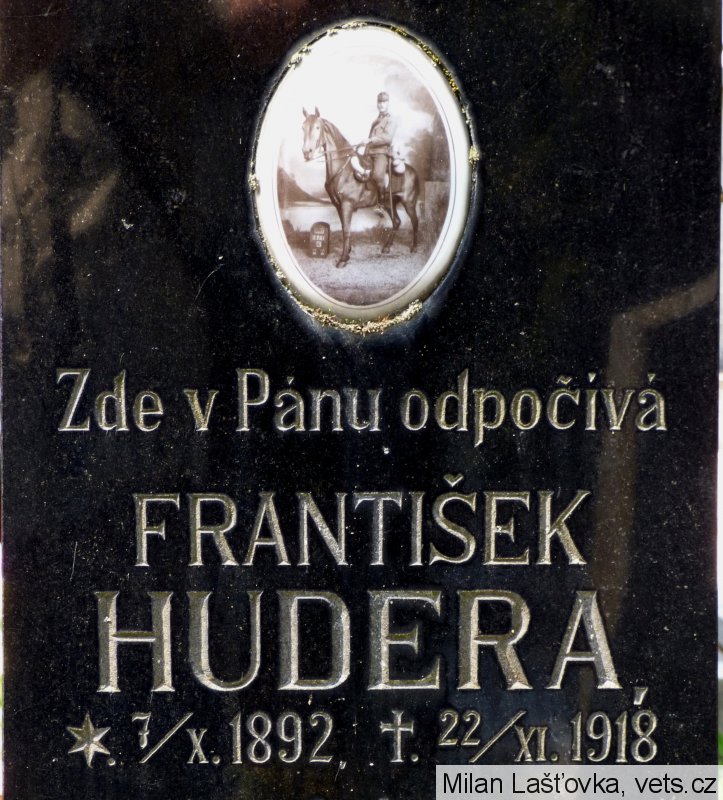 Zde v Pánu odpočívá
FRANTIŠEK
HUDERA,
*. 7/X. 1892, †. 22/XI. 1918
Milan Lašťovka, vets.cz